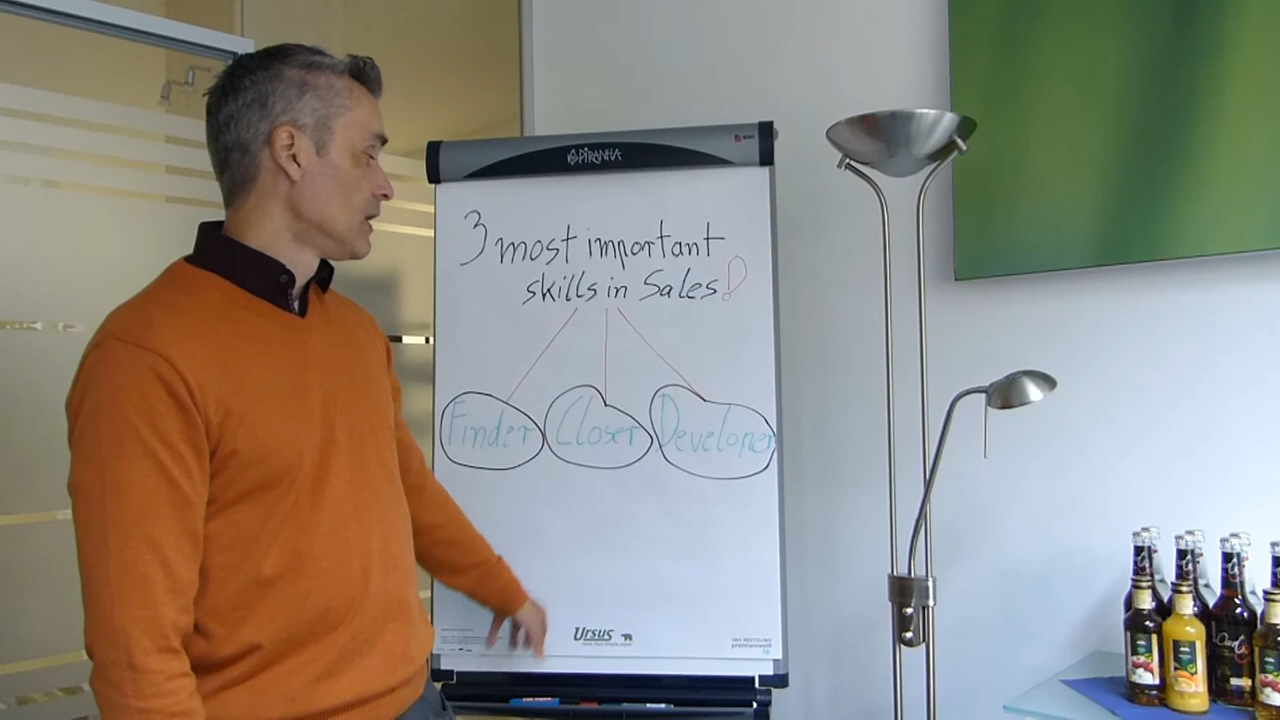 PiRANHA
3 most important
skills in Sales!
Finder Closer Developer
Ursus